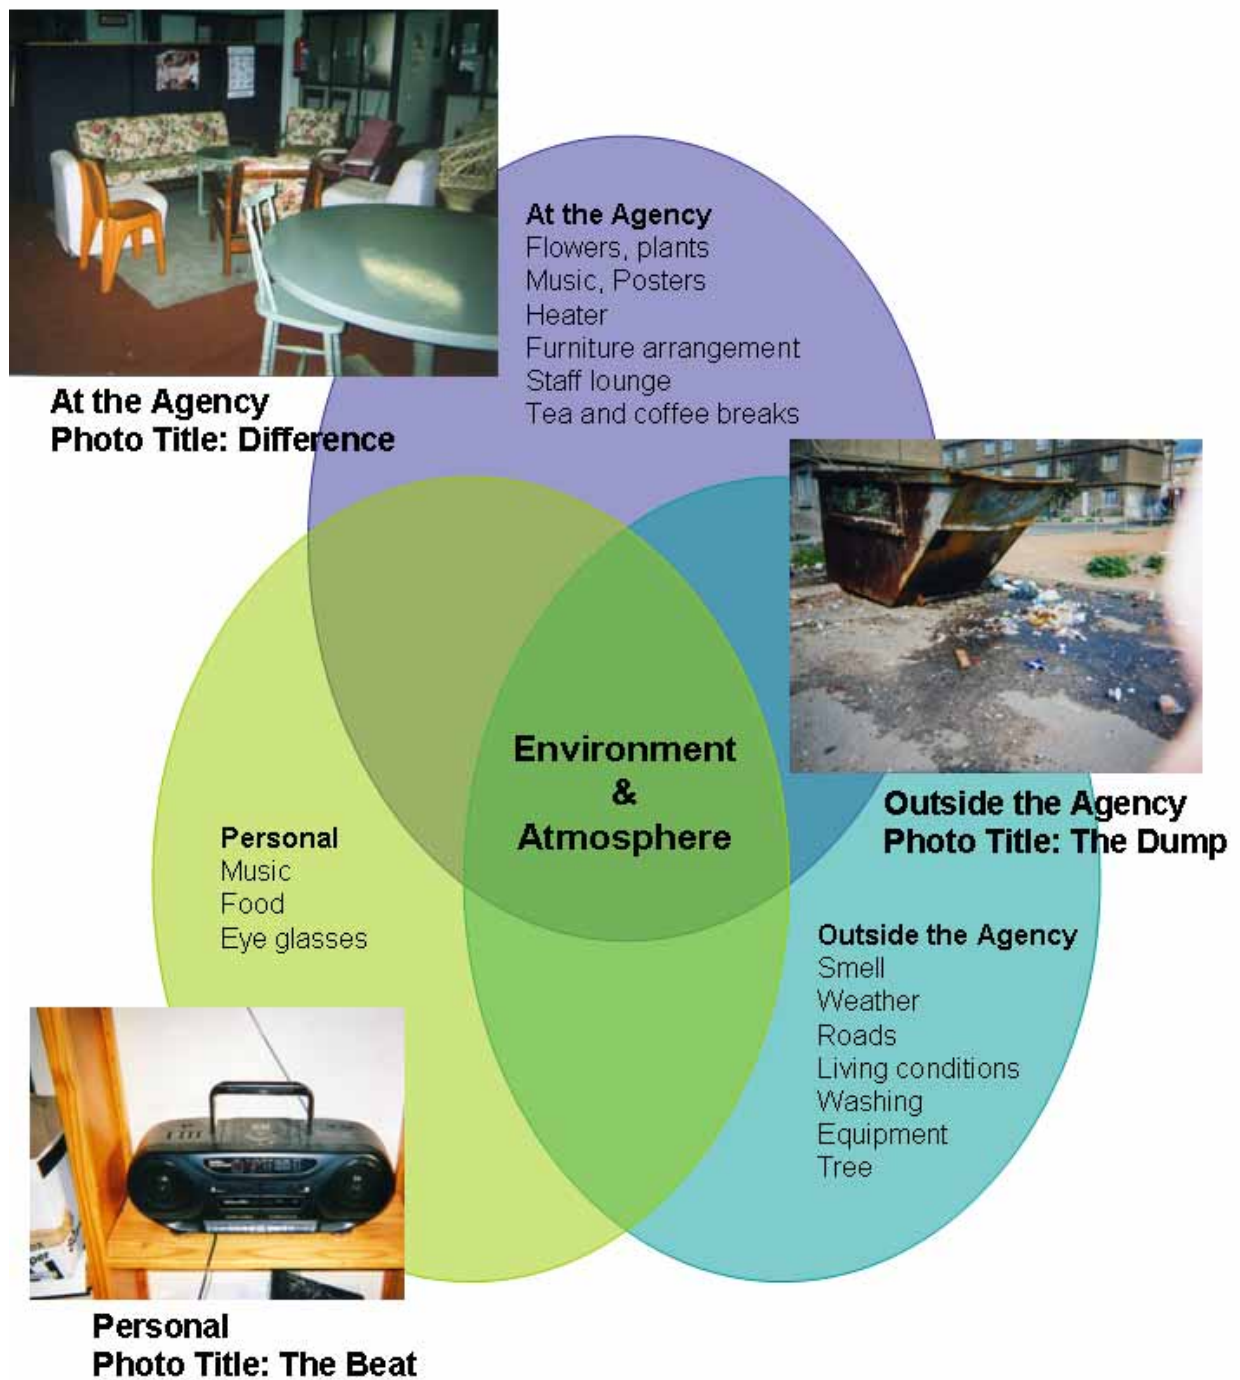 At the Agency
Flowers, plants
Music, Posters
Heater
Furniture arrangement
Staff lounge
Tea and coffee breaks
At the Agency
Photo Title: Difference
Environment
&
Atmosphere
Outside the Agency
Photo Title: The Dump
Personal
Music
Food
Eye glasses
Outside the Agency
Smell
Weather
Roads
Living conditions
Washing
Equipment
Tree
Personal
Photo Title: The Beat